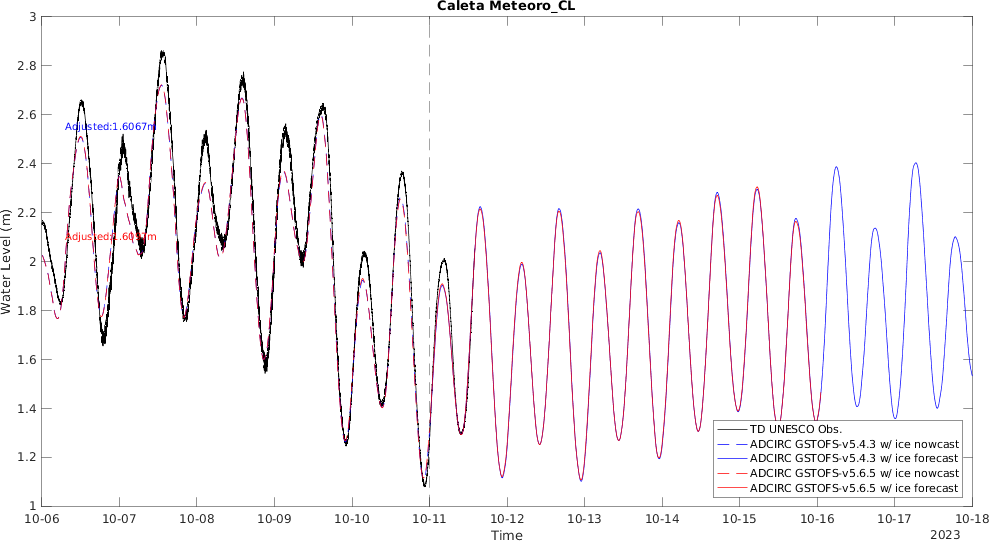 Caleta Meteoro_CL
3
2.8
2.6
2.4
2.2
2
1.8
1.6
1.4
1.2
1
Water Level (m)
Adjusted:1.6067m
TD UNESCO Obs.
ADCIRC GSTOFS-v5.4.3 w/ ice nowcast
ADCIRC GSTOFS-v5.4.3 w/ ice forecast
ADCIRC GSTOFS-v5.6.5 w/ ice nowcast
ADCIRC GSTOFS-v5.6.5 w/ ice forecast
10-06 10-07 10-08 10-09 10-10 10-11 10-12 10-13 10-14 10-15 10-16 10-17 10-18
Time
2023